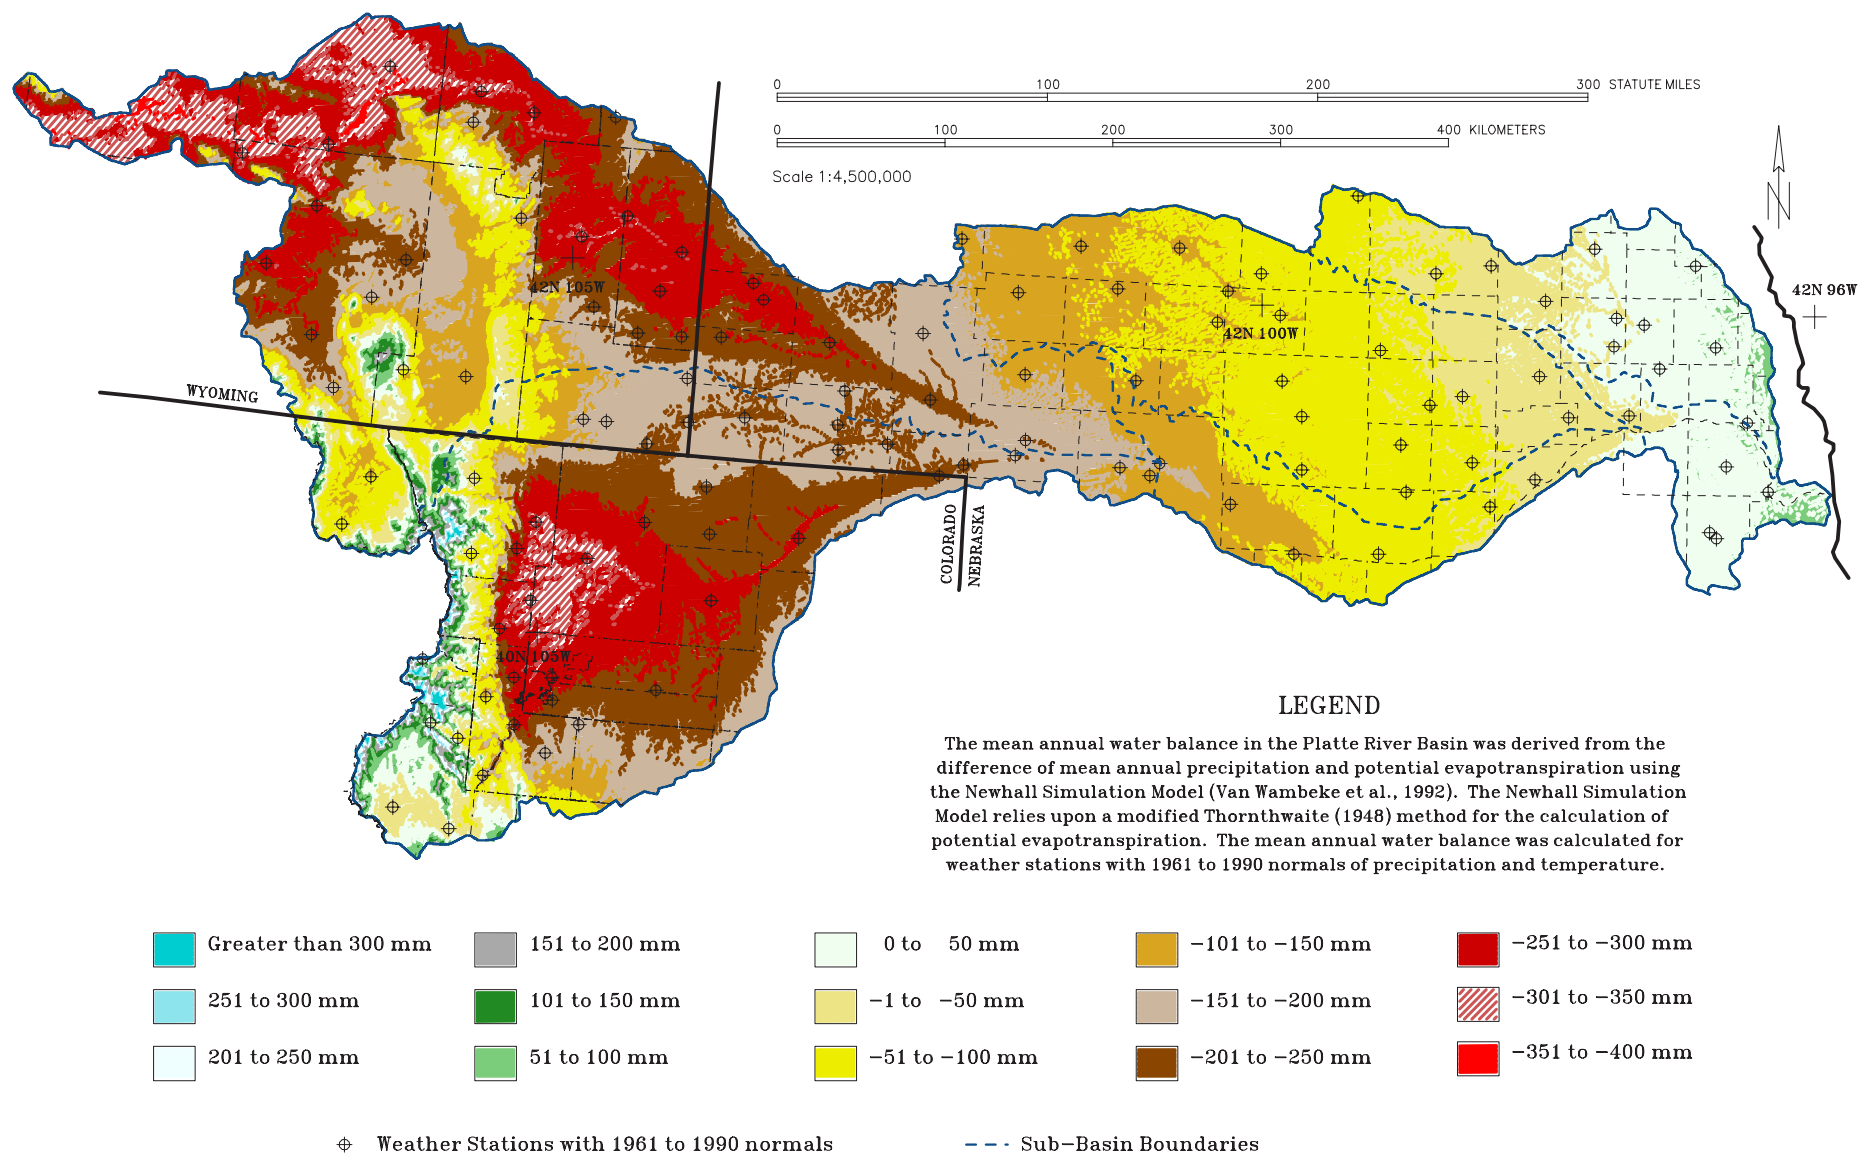 0 100 200 300 STATUTE MILES
0 100 200 300 400 KILOMETERS
Scale 1:4,500,000
N
42N 105W
42N 96W
42N 100W
WYOMING
COLORADO
NEBRASKA
40N 105W
LEGEND
The mean annual water balance in the Platte River Basin was derived from the
difference of mean annual precipitation and potential evapotranspiration using
the Newhall Simulation Model (Van Wambeke et al., 1992). The Newhall Simulation
Model relies upon a modified Thornthwaite (1948) method for the calculation of
potential evapotranspiration. The mean annual water balance was calculated for
weather stations with 1961 to 1990 normals of precipitation and temperature.
Greater than 300 mm
251 to 300 mm
201 to 250 mm
151 to 200 mm
101 to 150 mm
51 to 100 mm
0 to 50 mm
-1 to -50 mm
-51 to -100 mm
-101 to -150 mm
-151 to -200 mm
-201 to -250 mm
-251 to -300 mm
-301 to -350 mm
-351 to -400 mm
Weather Stations with 1961 to 1990 normals
Sub-Basin Boundaries